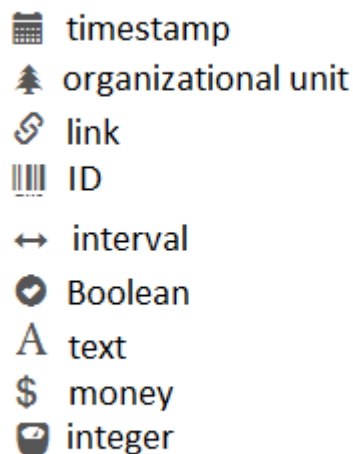 timestamp
organizational unit
link
ID
interval
Boolean
A text
$ money
integer